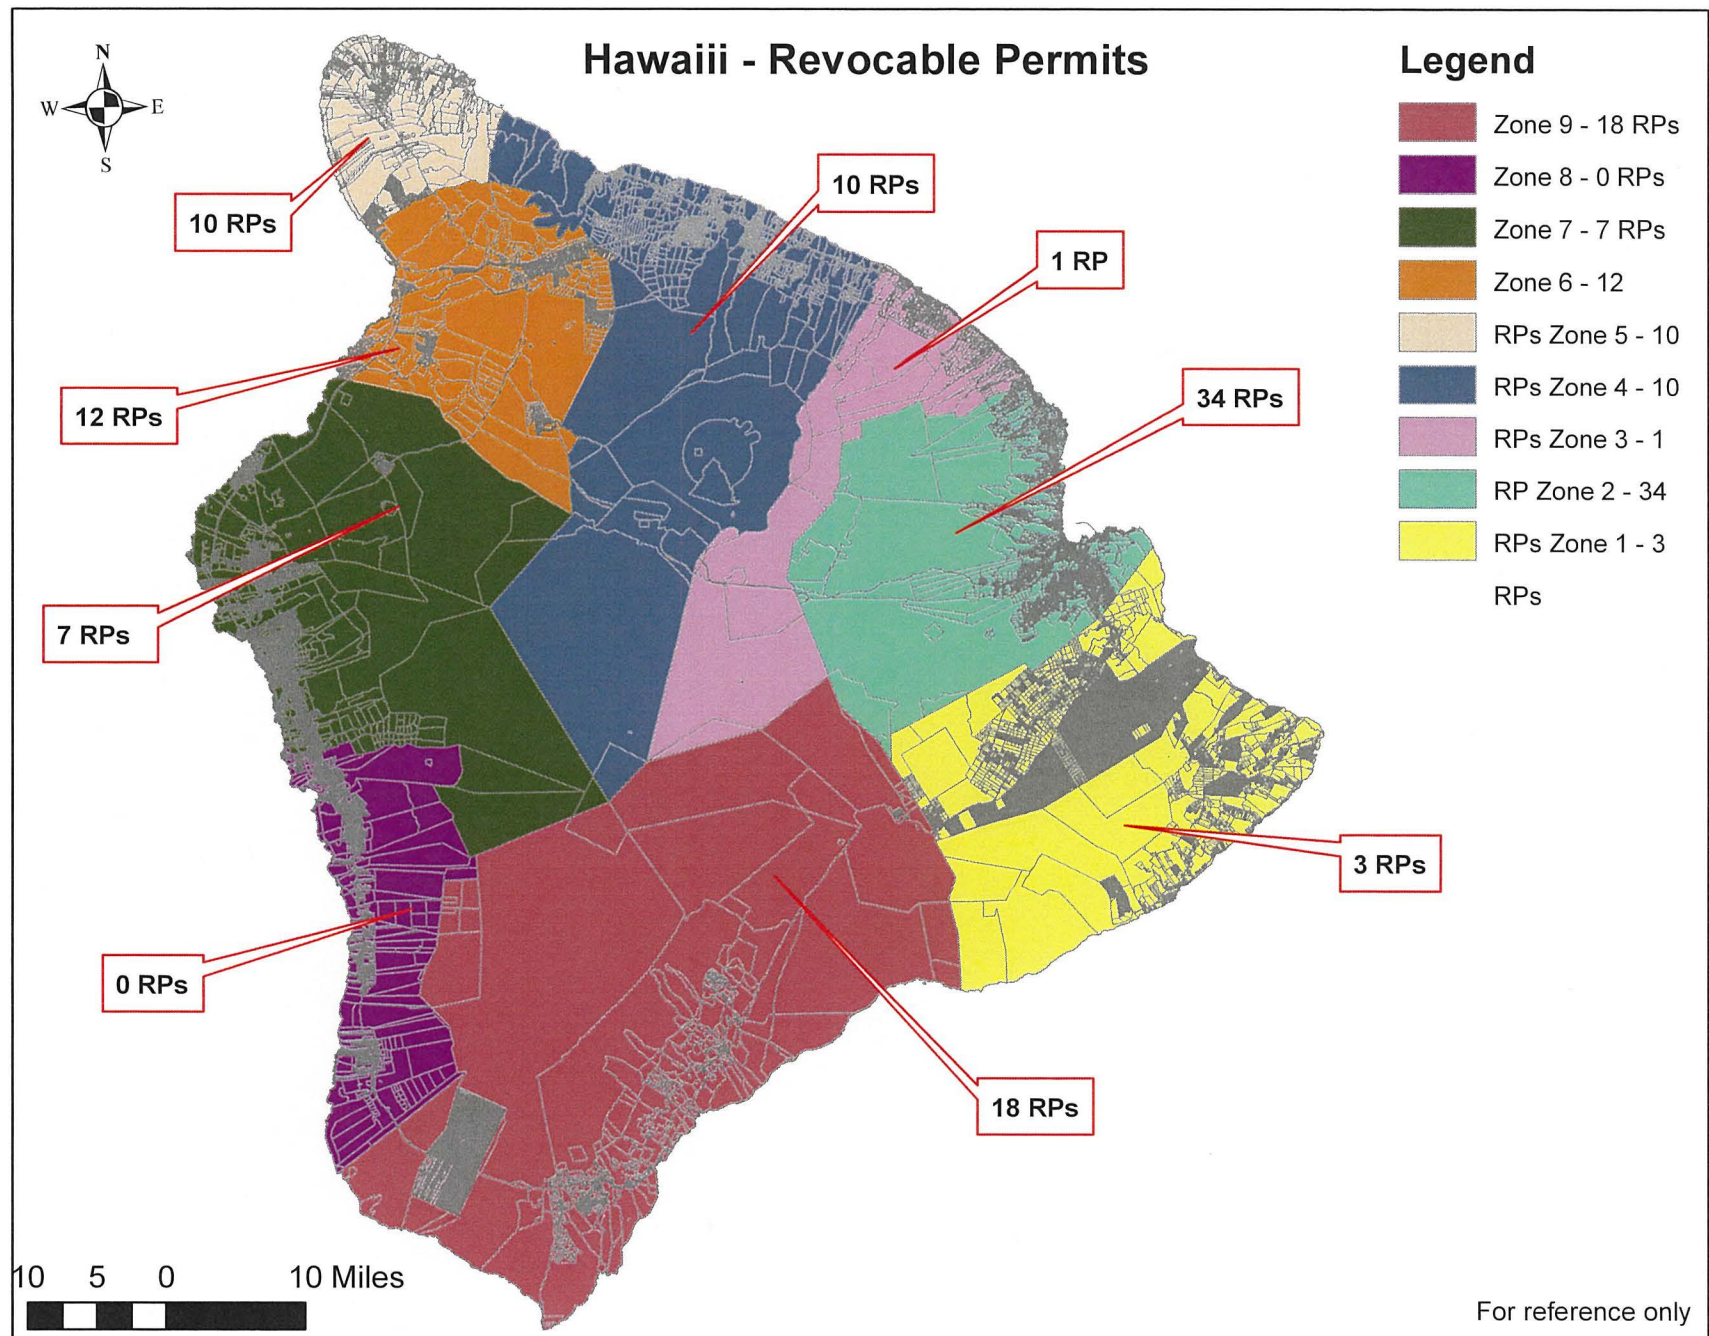 Hawaiii - Revocable Permits
N
W E
S
Legend
Zone 9 - 18 RPs
Zone 8 - 0 RPs
Zone 7 - 7 RPs
Zone 6 - 12
RPs Zone 5 - 10
RPs Zone 4 - 10
RPs Zone 3 - 1
RP Zone 2 - 34
RPs Zone 1 - 3
RPs
10 RPs
10 RPs
1 RP
34 RPs
12 RPs
7 RPs
3 RPs
0 RPs
18 RPs
10 5 0 10 Miles
For reference only